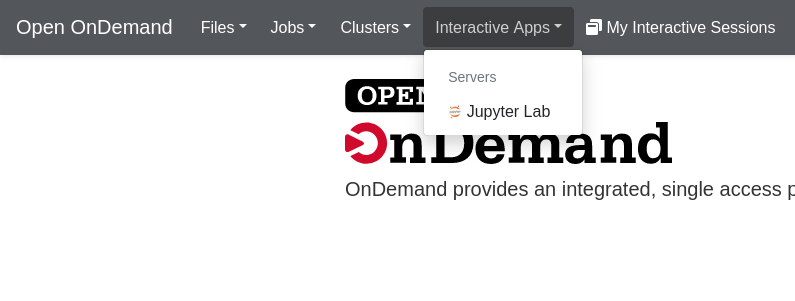 Open OnDemand Files Jobs Clusters Interactive Apps My Interactive Sessions
Servers
Jupyter Lab
OPEN
OnDemand
OnDemand provides an integrated, single access p